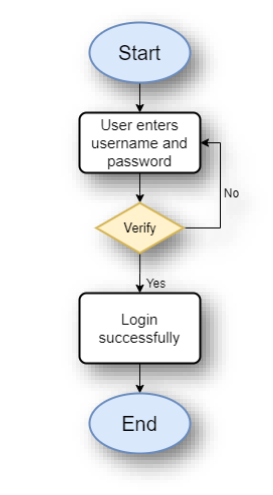 Start
User enters
username and
password
No
Verify
Yes
Login
successfully
End